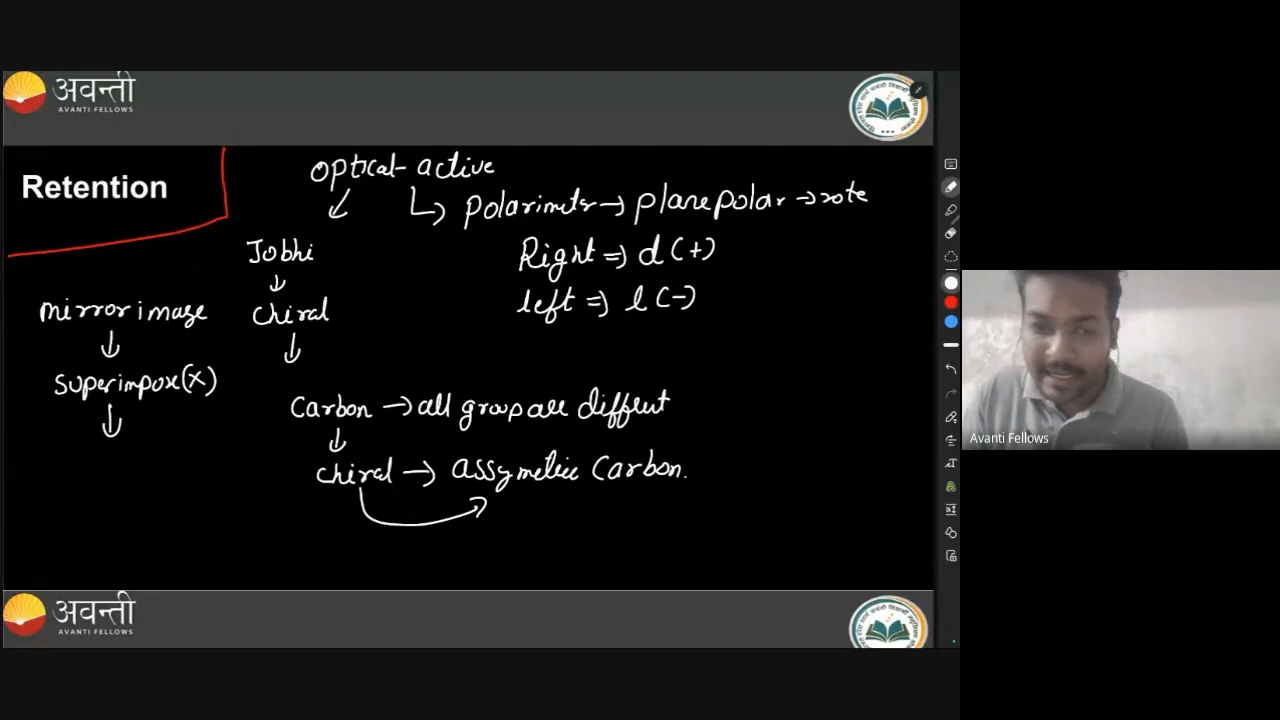 अवन्ती
AVANTI FELLOWS
Retention
optical-active
polarimeter → plane polar → rote
Jobhi
Right ⇒ d (+)
mirror image
chiral
left ⇒ l (-)
Superimpose (x)
Carbon → all group are diffrent
chiral → assymetric Carbon.
Avanti Fellows
अवन्ती
AVANTI FELLOWS